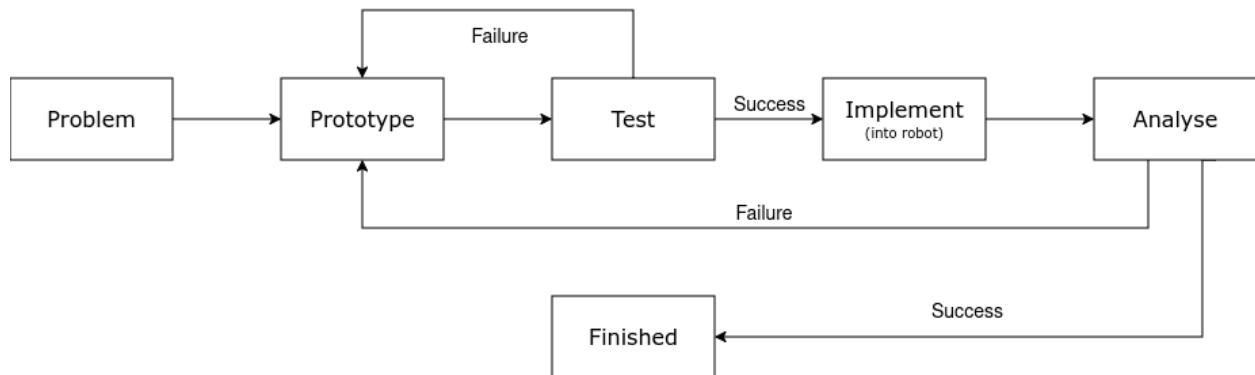 Failure
Problem
Prototype
Test
Success
Implement
(into robot)
Analyse
Failure
Success
Finished